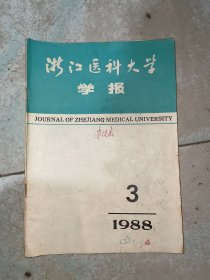 浙江医科大学
学报
JOURNAL OF ZHEJIANG MEDICAL UNIVERSITY
3
1988